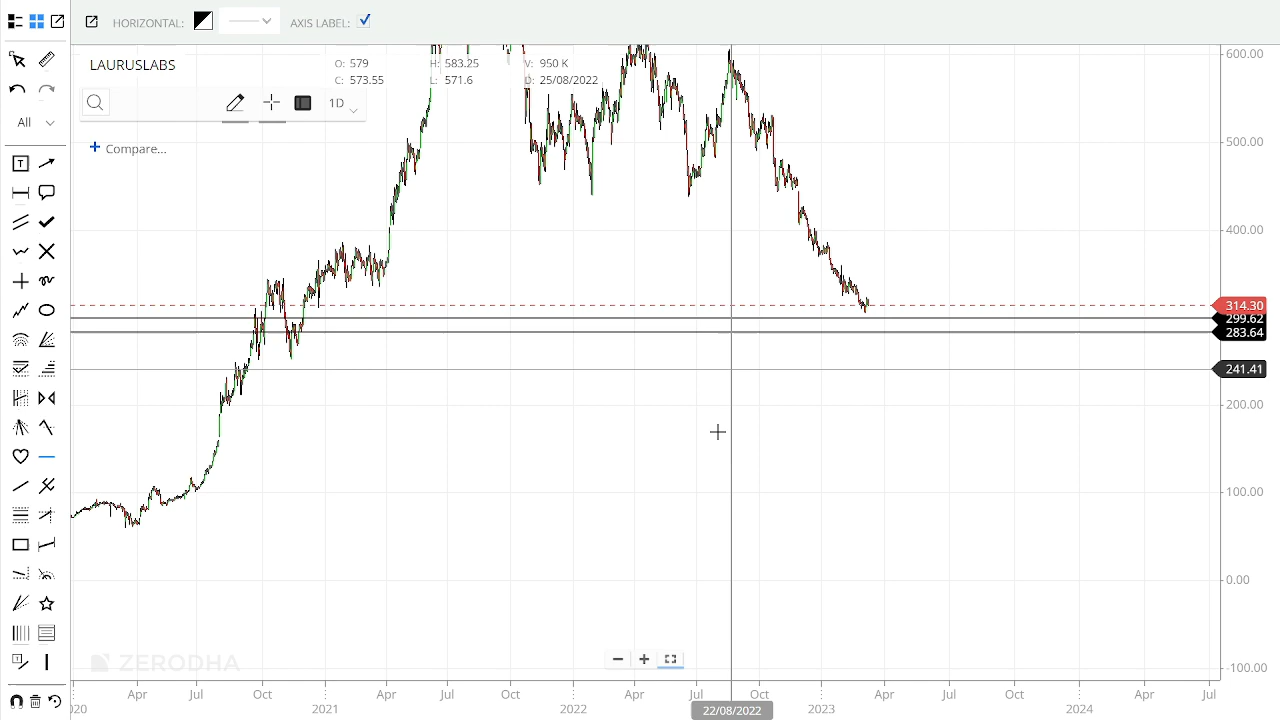 HORIZONTAL: AXIS LABEL:
LAURUSLABS
O: 579 H: 583.25 V: 950 K
C: 573.55 L: 571.6 D: 25/08/2022
1D
All
Compare...
T
600.00
500.00
400.00
314.30
299.62
283.64
241.41
200.00
100.00
0.00
-100.00
ZERODHA
Apr Jul Oct Apr Jul Oct Apr Jul Oct Apr Jul Oct Apr Jul
2020 2021 2022 22/08/2022 2023 2024